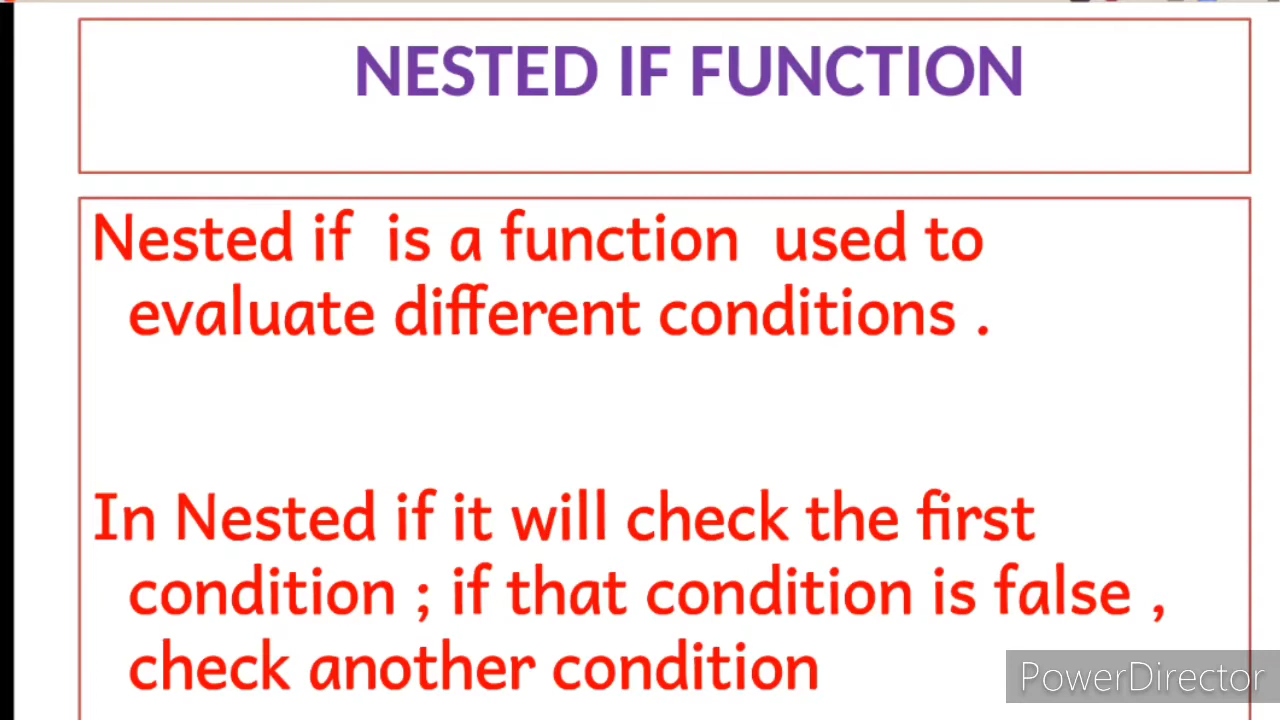 NESTED IF FUNCTION
Nested if is a function used to
evaluate different conditions .
In Nested if it will check the first
condition ; if that condition is false ,
check another condition
PowerDirector